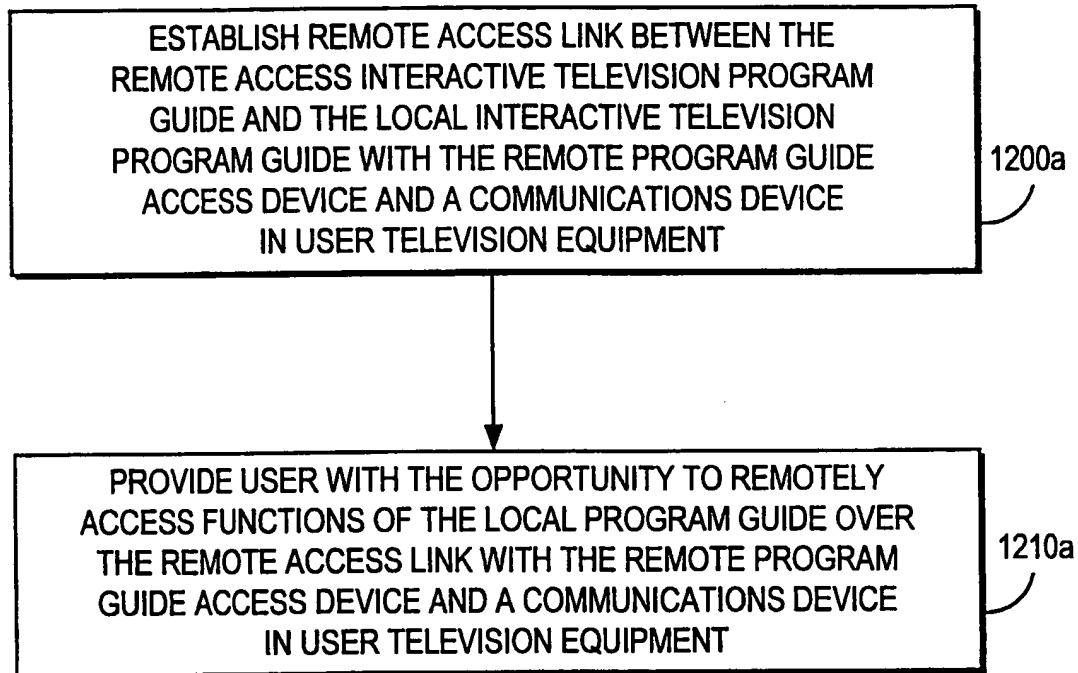 ESTABLISH REMOTE ACCESS LINK BETWEEN THE
REMOTE ACCESS INTERACTIVE TELEVISION PROGRAM
GUIDE AND THE LOCAL INTERACTIVE TELEVISION
PROGRAM GUIDE WITH THE REMOTE PROGRAM GUIDE
ACCESS DEVICE AND A COMMUNICATIONS DEVICE
IN USER TELEVISION EQUIPMENT
1200a
PROVIDE USER WITH THE OPPORTUNITY TO REMOTELY
ACCESS FUNCTIONS OF THE LOCAL PROGRAM GUIDE OVER
THE REMOTE ACCESS LINK WITH THE REMOTE PROGRAM
GUIDE ACCESS DEVICE AND A COMMUNICATIONS DEVICE
IN USER TELEVISION EQUIPMENT
1210a